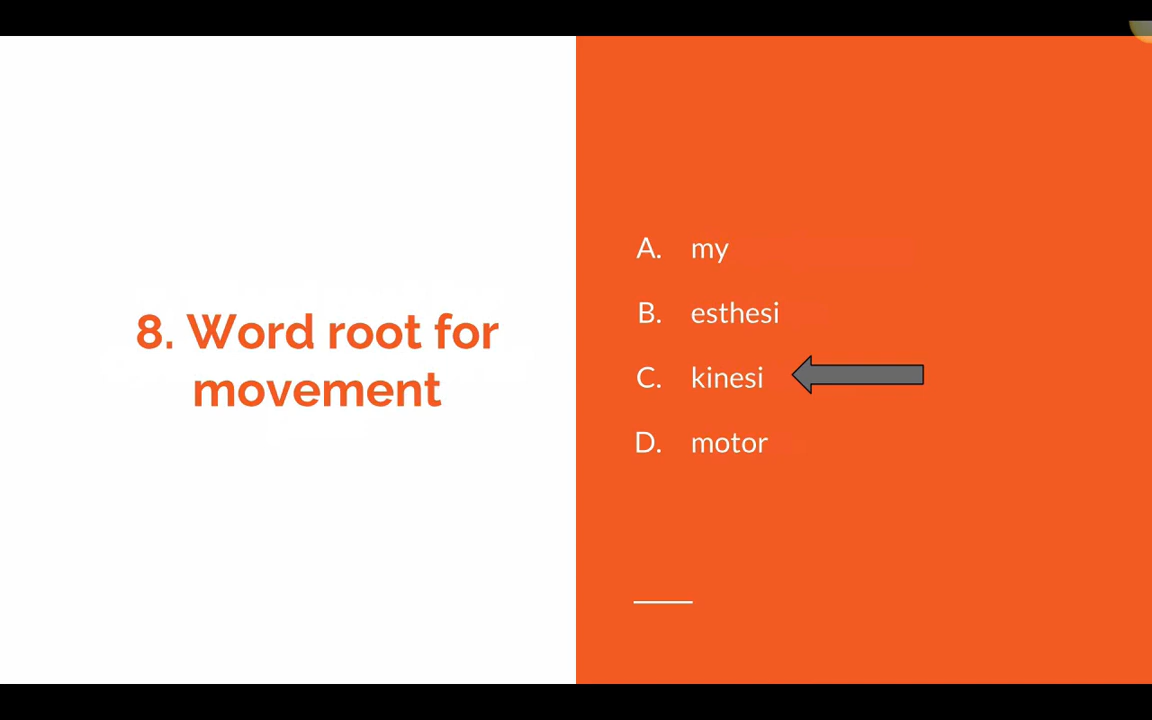 8. Word root for
movement
A. my
B. esthesi
C. kinesi
D. motor